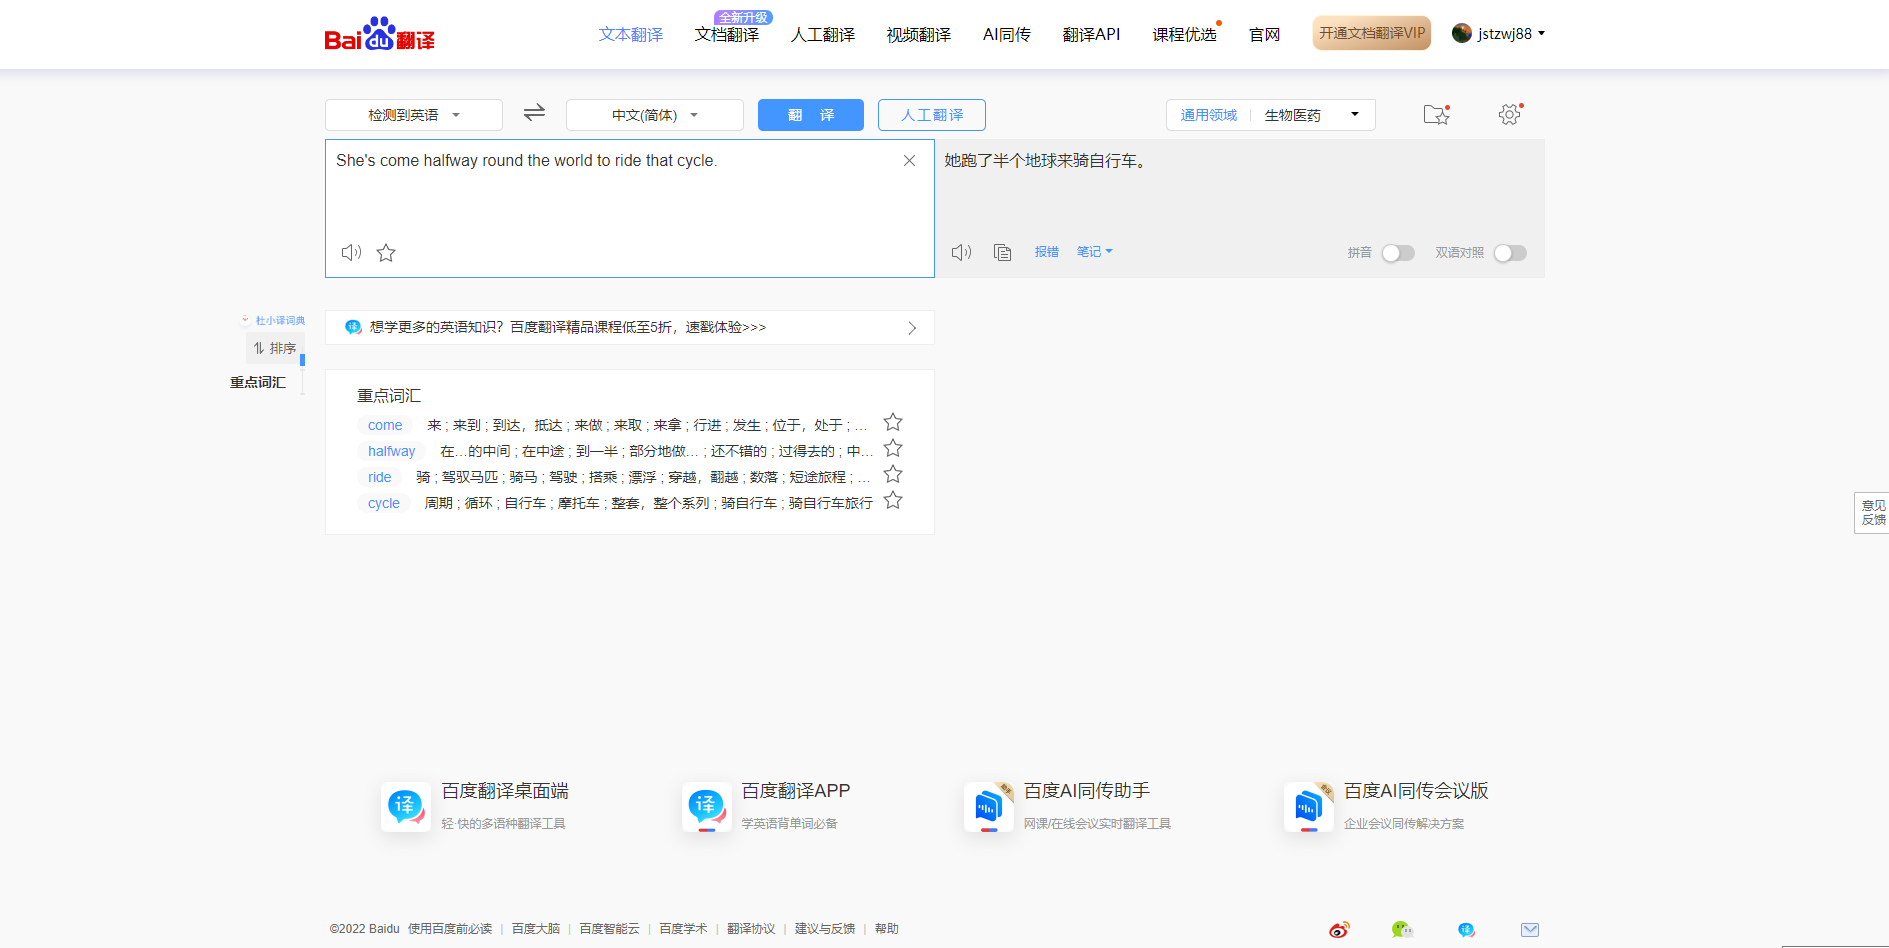 Bai du 翻译
文本翻译 文档翻译 全新升级 人工翻译 视频翻译 AI同传 翻译API 课程优选 官网 开通文档翻译VIP jstzwj88
检测到英语 中文(简体) 翻 译 人工翻译 通用领域 生物医药
She's come halfway round the world to ride that cycle.
她跑了半个地球来骑自行车。
报错 笔记 拼音 双语对照
杜小译词典
排序
重点词汇
想学更多的英语知识？百度翻译精品课程低至5折，速戳体验>>>
重点词汇
come 来 ; 来到 ; 到达，抵达 ; 来做 ; 来取 ; 来拿 ; 行进 ; 发生 ; 位于，处于 ; …
halfway 在…的中间 ; 在中途 ; 到一半 ; 部分地做… ; 还不错的 ; 过得去的 ; 中…
ride 骑 ; 驾驭马匹 ; 骑马 ; 驾驶 ; 搭乘 ; 漂浮 ; 穿越，翻越 ; 数落 ; 短途旅程 ; …
cycle 周期 ; 循环 ; 自行车 ; 摩托车 ; 整套，整个系列 ; 骑自行车 ; 骑自行车旅行
意见
反馈
译 百度翻译桌面端 译 百度翻译APP 百度AI同传助手 百度AI同传会议版
轻·快的多语种翻译工具 学英语背单词必备 网课/在线会议实时翻译工具 企业会议同传解决方案
©2022 Baidu 使用百度前必读 | 百度大脑 | 百度智能云 | 百度学术 | 翻译协议 | 建议与反馈 | 帮助